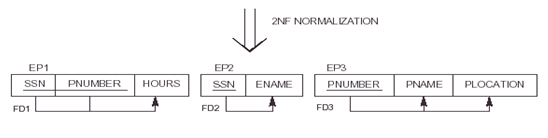 2NF NORMALIZATION
EP1
SSN PNUMBER HOURS
FD1
EP2
SSN ENAME
FD2
EP3
PNUMBER PNAME PLOCATION
FD3